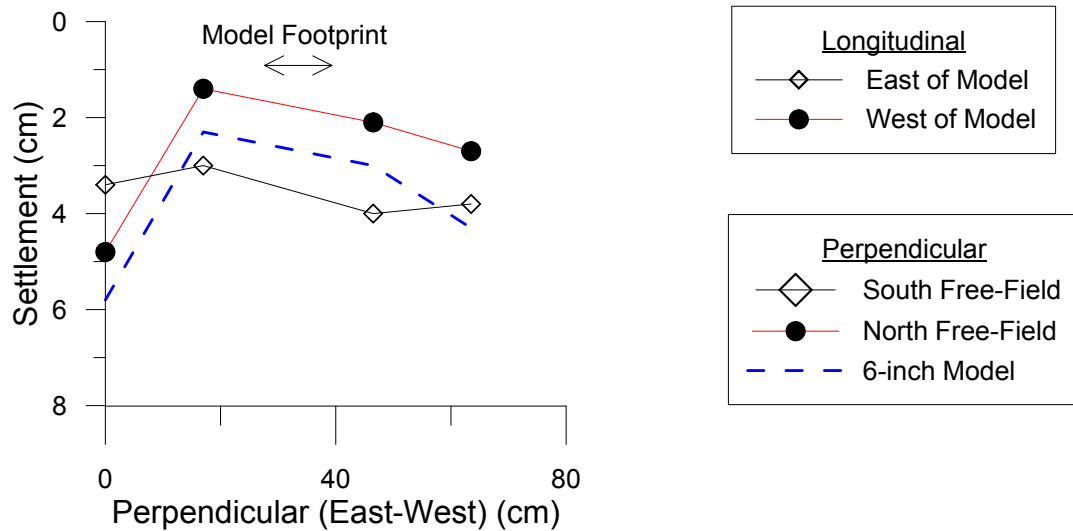 0
2
4
6
8
Settlement (cm)
Model Footprint
0
40
80
Perpendicular (East-West) (cm)
Longitudinal
East of Model
West of Model
Perpendicular
South Free-Field
North Free-Field
6-inch Model